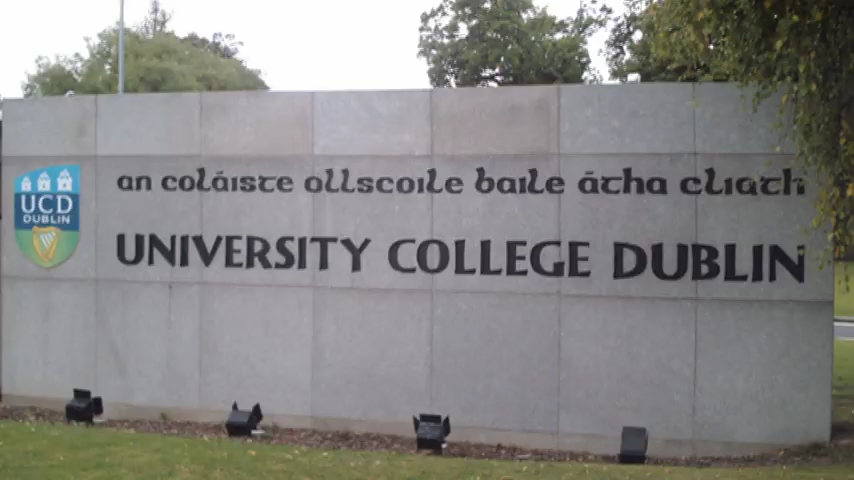 an coláiste ollscoile baile átha cliath
UNIVERSITY COLLEGE DUBLIN
UCD
DUBLIN